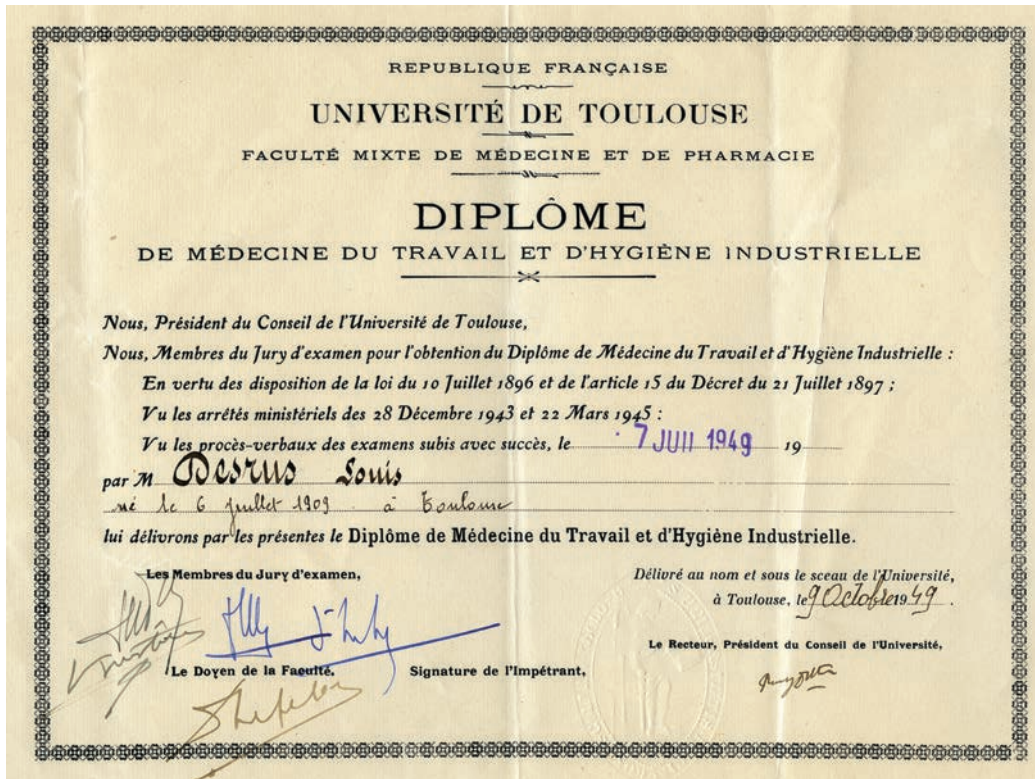 REPUBLIQUE FRANÇAISE
UNIVERSITÉ DE TOULOUSE
FACULTÉ MIXTE DE MÉDECINE ET DE PHARMACIE
DIPLÔME
DE MÉDECINE DU TRAVAIL ET D'HYGIÈNE INDUSTRIELLE
Nous, Président du Conseil de l'Université de Toulouse,
Nous, Membres du Jury d'examen pour l'obtention du Diplôme de Médecine du Travail et d'Hygiène Industrielle :
En vertu des disposition de la loi du 10 Juillet 1896 et de l'article 15 du Décret du 21 Juillet 1897 ;
Vu les arrêtés ministériels des 28 Décembre 1943 et 22 Mars 1945 :
Vu les procès-verbaux des examens subis avec succès, le 7 JUIL 1949 19
par M Desrus Louis
né le 6 juillet 1909 à Toulouse
lui délivrons par les présentes le Diplôme de Médecine du Travail et d'Hygiène Industrielle.
Les Membres du Jury d'examen,
Délivré au nom et sous le sceau de l'Université,
à Toulouse, le 9 Octobre 1949.
Le Recteur, Président du Conseil de l'Université,
Le Doyen de la Faculté, Signature de l'Impétrant,